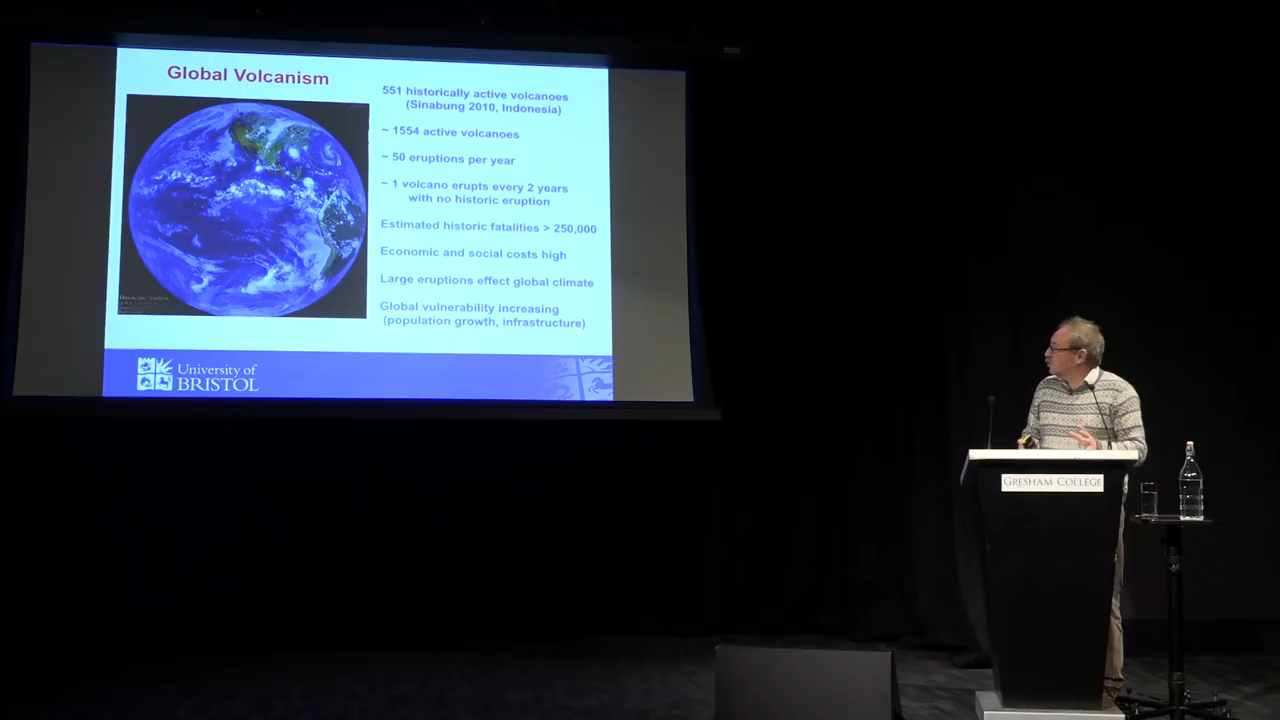 Global Volcanism
551 historically active volcanoes
(Sinabung 2010, Indonesia)
~ 1554 active volcanoes
~ 50 eruptions per year
~ 1 volcano erupts every 2 years
with no historic eruption
Estimated historic fatalities > 250,000
Economic and social costs high
Large eruptions effect global climate
Global vulnerability increasing
(population growth, infrastructure)
University of
BRISTOL
GRESHAM COLLEGE